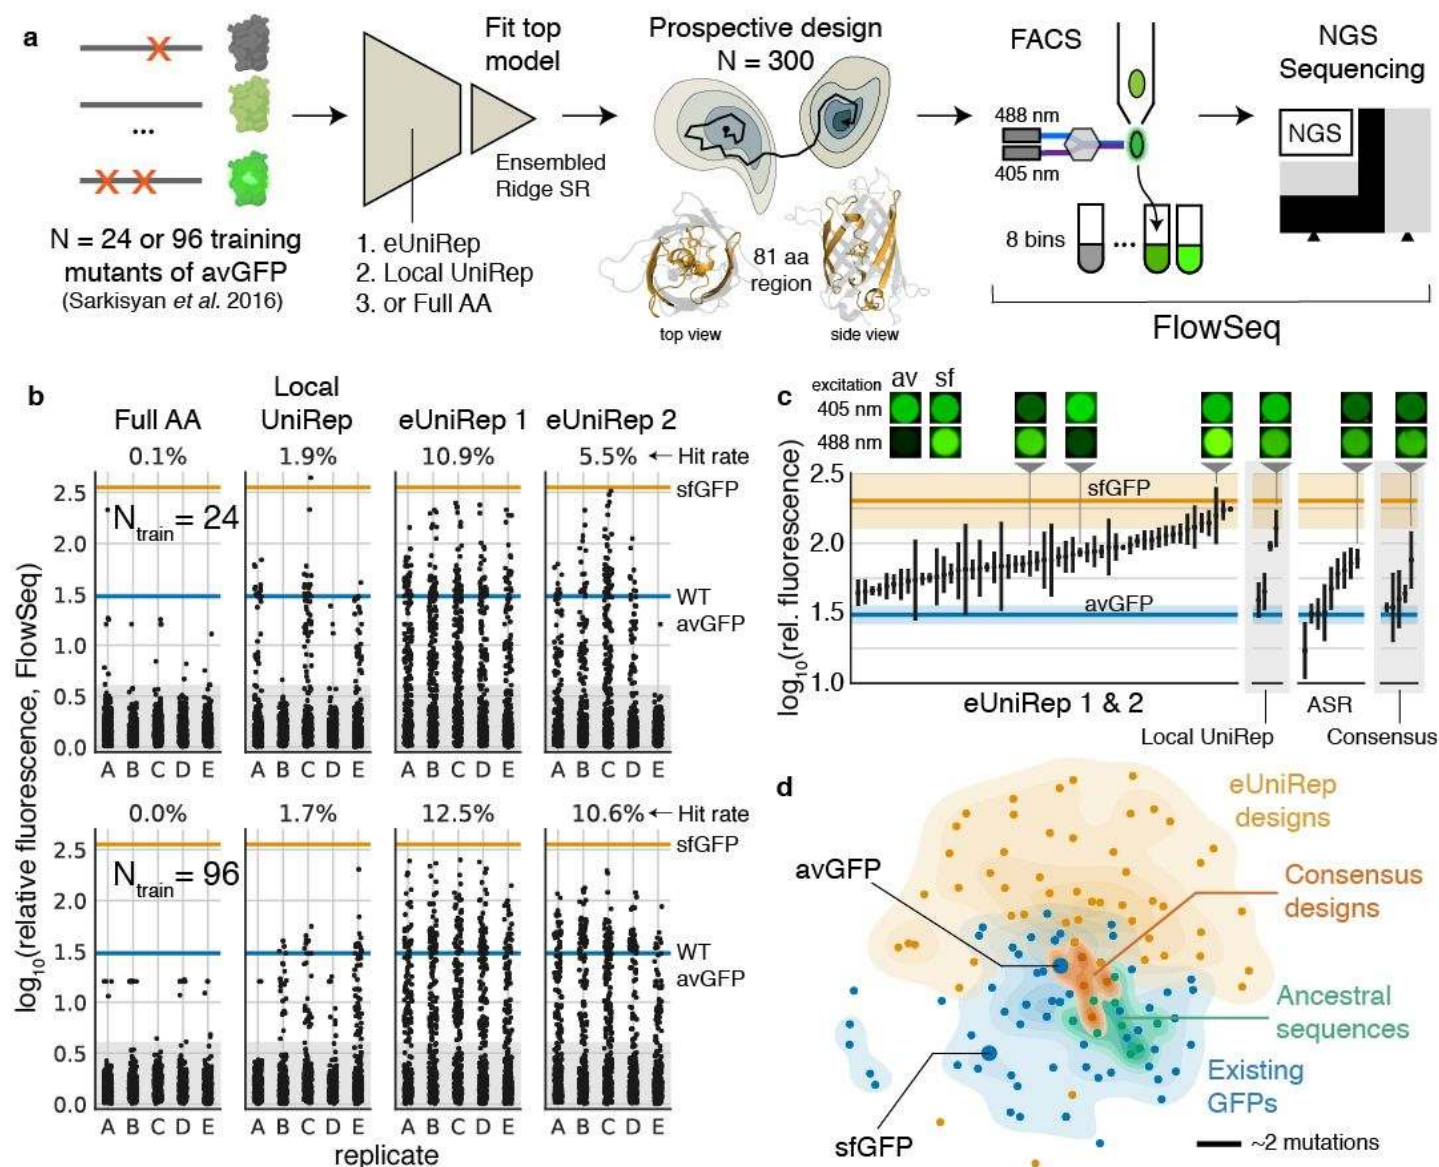 a
N = 24 or 96 training
mutants of avGFP
(Sarkisyan et al. 2016)
...
Fit top
model
Ensembled
Ridge SR
1. eUniRep
2. Local UniRep
3. or Full AA
Prospective design
N = 300
81 aa
region
top view
side view
FACS
488 nm
405 nm
8 bins
...
NGS
Sequencing
NGS
FlowSeq
b
Full AA
Local
UniRep
eUniRep 1
eUniRep 2
0.1%
1.9%
10.9%
5.5%
← Hit rate
log10(relative fluorescence, FlowSeq)
2.5
2.0
1.5
1.0
0.5
0.0
Ntrain = 24
sfGFP
WT
avGFP
A B C D E
A B C D E
A B C D E
A B C D E
0.0%
1.7%
12.5%
10.6%
← Hit rate
2.5
2.0
1.5
1.0
0.5
0.0
Ntrain = 96
sfGFP
WT
avGFP
A B C D E
A B C D E
A B C D E
A B C D E
replicate
c
av sf
excitation
405 nm
488 nm
log10(rel. fluorescence)
2.5
2.0
1.5
1.0
sfGFP
avGFP
eUniRep 1 & 2
Local UniRep
ASR
Consensus
d
eUniRep
designs
avGFP
Consensus
designs
Ancestral
sequences
Existing
GFPs
sfGFP
~2 mutations